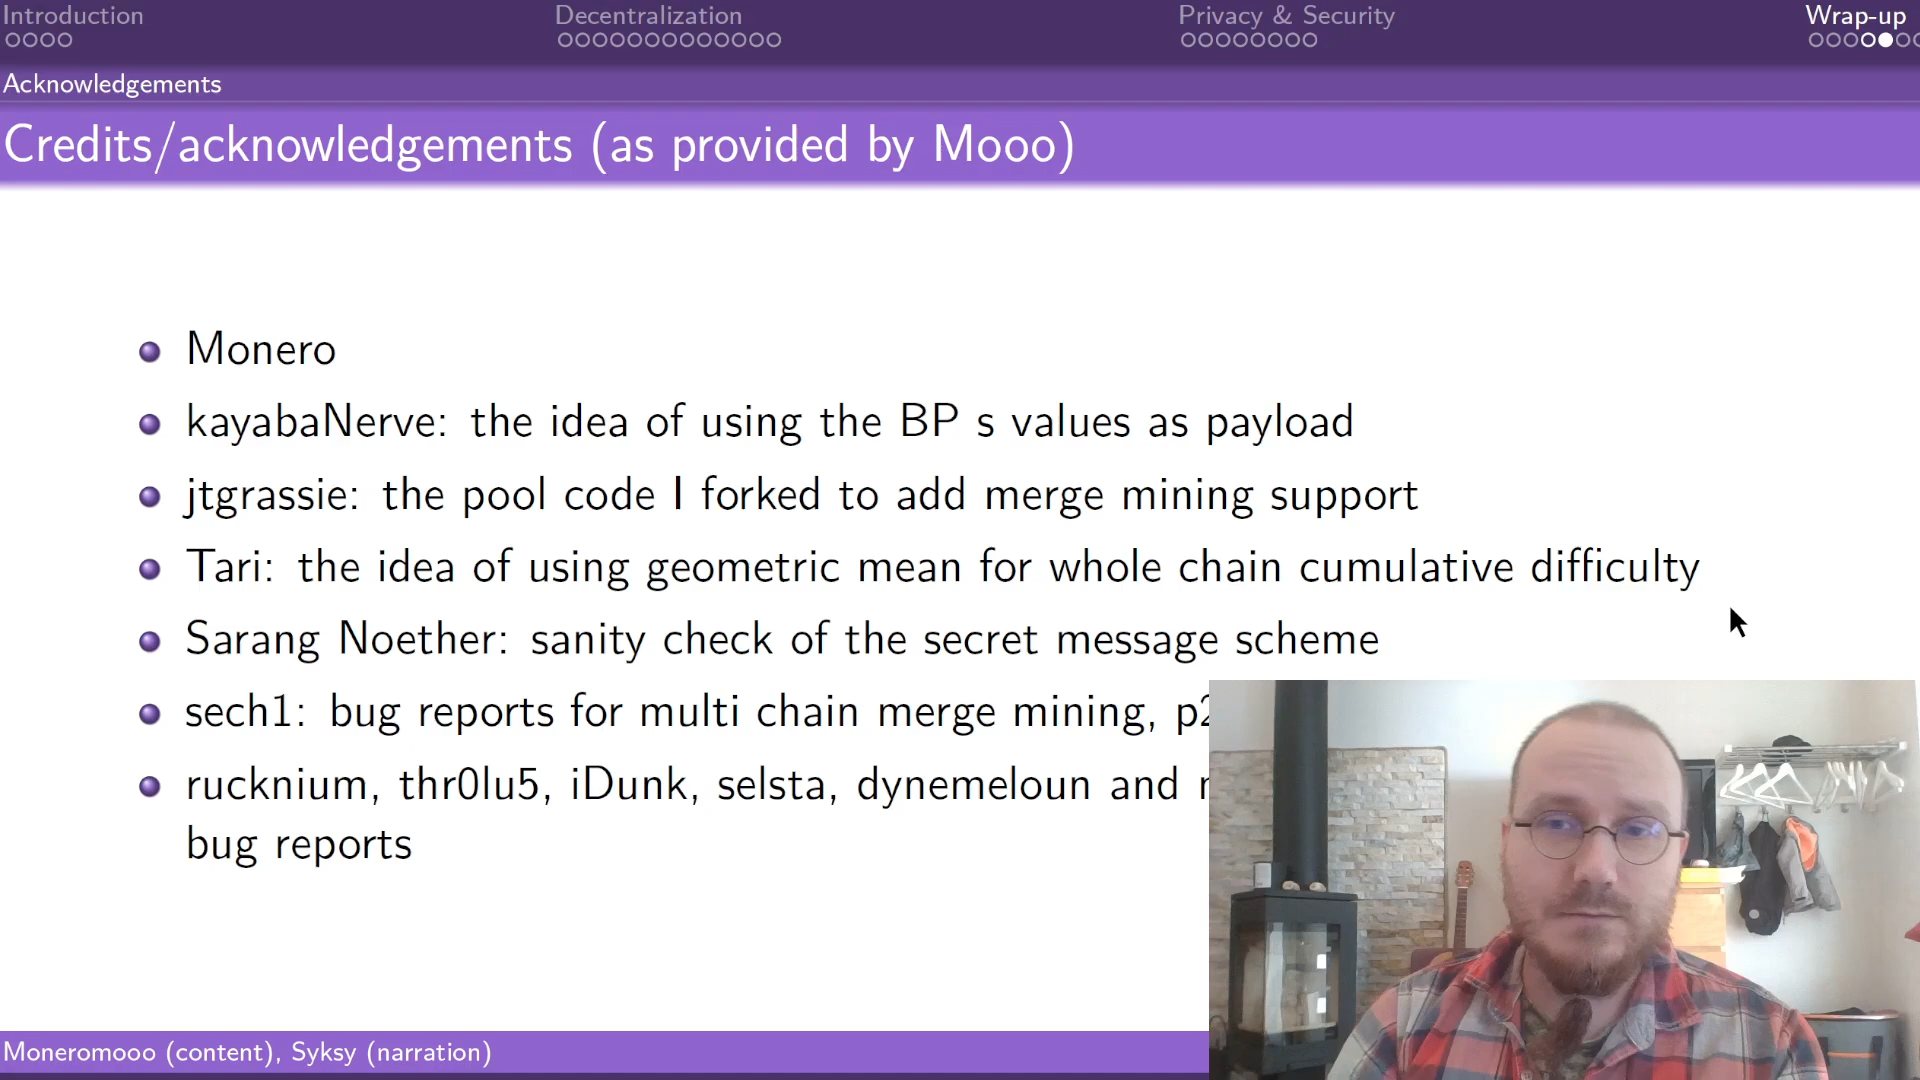 Introduction Decentralization Privacy & Security Wrap-up
Acknowledgements
Credits/acknowledgements (as provided by Mooo)
Monero
kayabaNerve: the idea of using the BP s values as payload
jtgrassie: the pool code I forked to add merge mining support
Tari: the idea of using geometric mean for whole chain cumulative difficulty
Sarang Noether: sanity check of the secret message scheme
sech1: bug reports for multi chain merge mining,
rucknium, thr0lu5, iDunk, selsta, dynemeloun and
bug reports
Moneromooo (content), Syksy (narration)